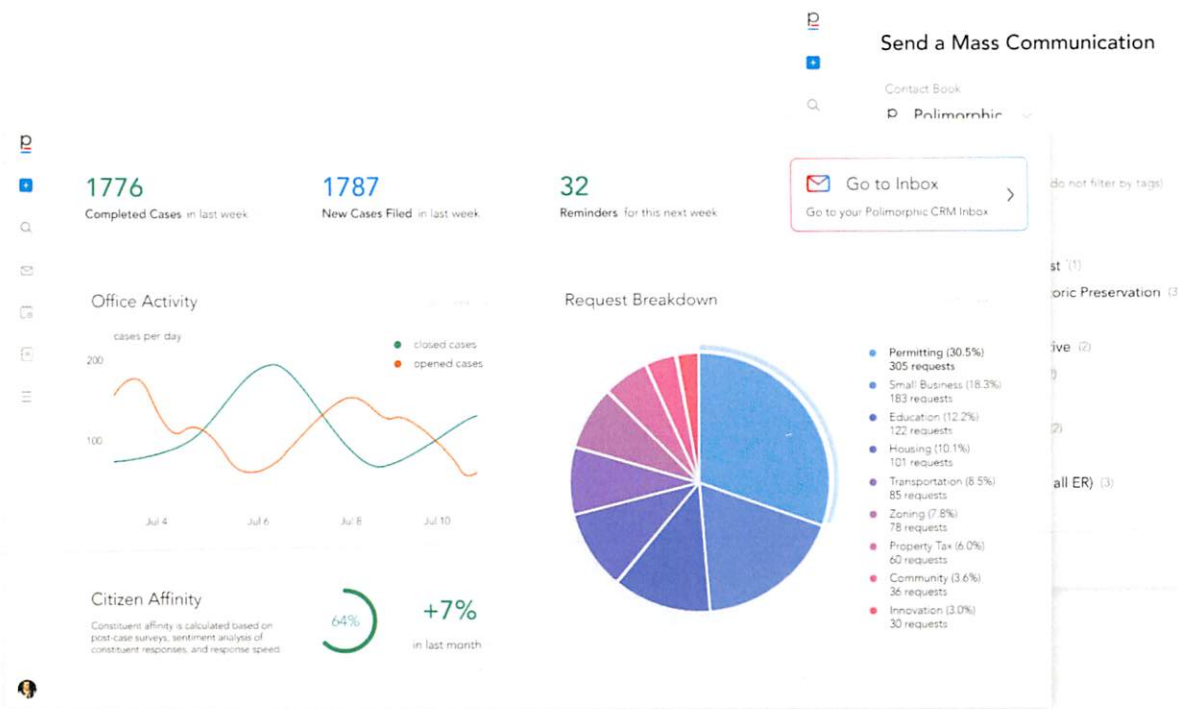 Send a Mass Communication
Contact Book
p Polimorphic
do not filter by tags)
st (1)
oric Preservation (3
ive (2)
2)
all ER) (3)
1776
Completed Cases in last week
1787
New Cases Filed in last week
32
Reminders for this next week
Go to Inbox
Go to your Polimorphic CRM Inbox
Office Activity
cases per day
closed cases
opened cases
200
100
Jul 4
Jul 6
Jul 8
Jul 10
Request Breakdown
Permitting (30.5%)
305 requests
Small Business (18.3%)
183 requests
Education (12.2%)
122 requests
Housing (10.1%)
101 requests
Transportation (8.5%)
85 requests
Zoning (7.8%)
78 requests
Property Tax (6.0%)
60 requests
Community (3.6%)
36 requests
Innovation (3.0%)
30 requests
Citizen Affinity
Constituent affinity is calculated based on
post-case surveys, sentiment analysis of
constituent responses, and response speed.
64%
+7%
in last month